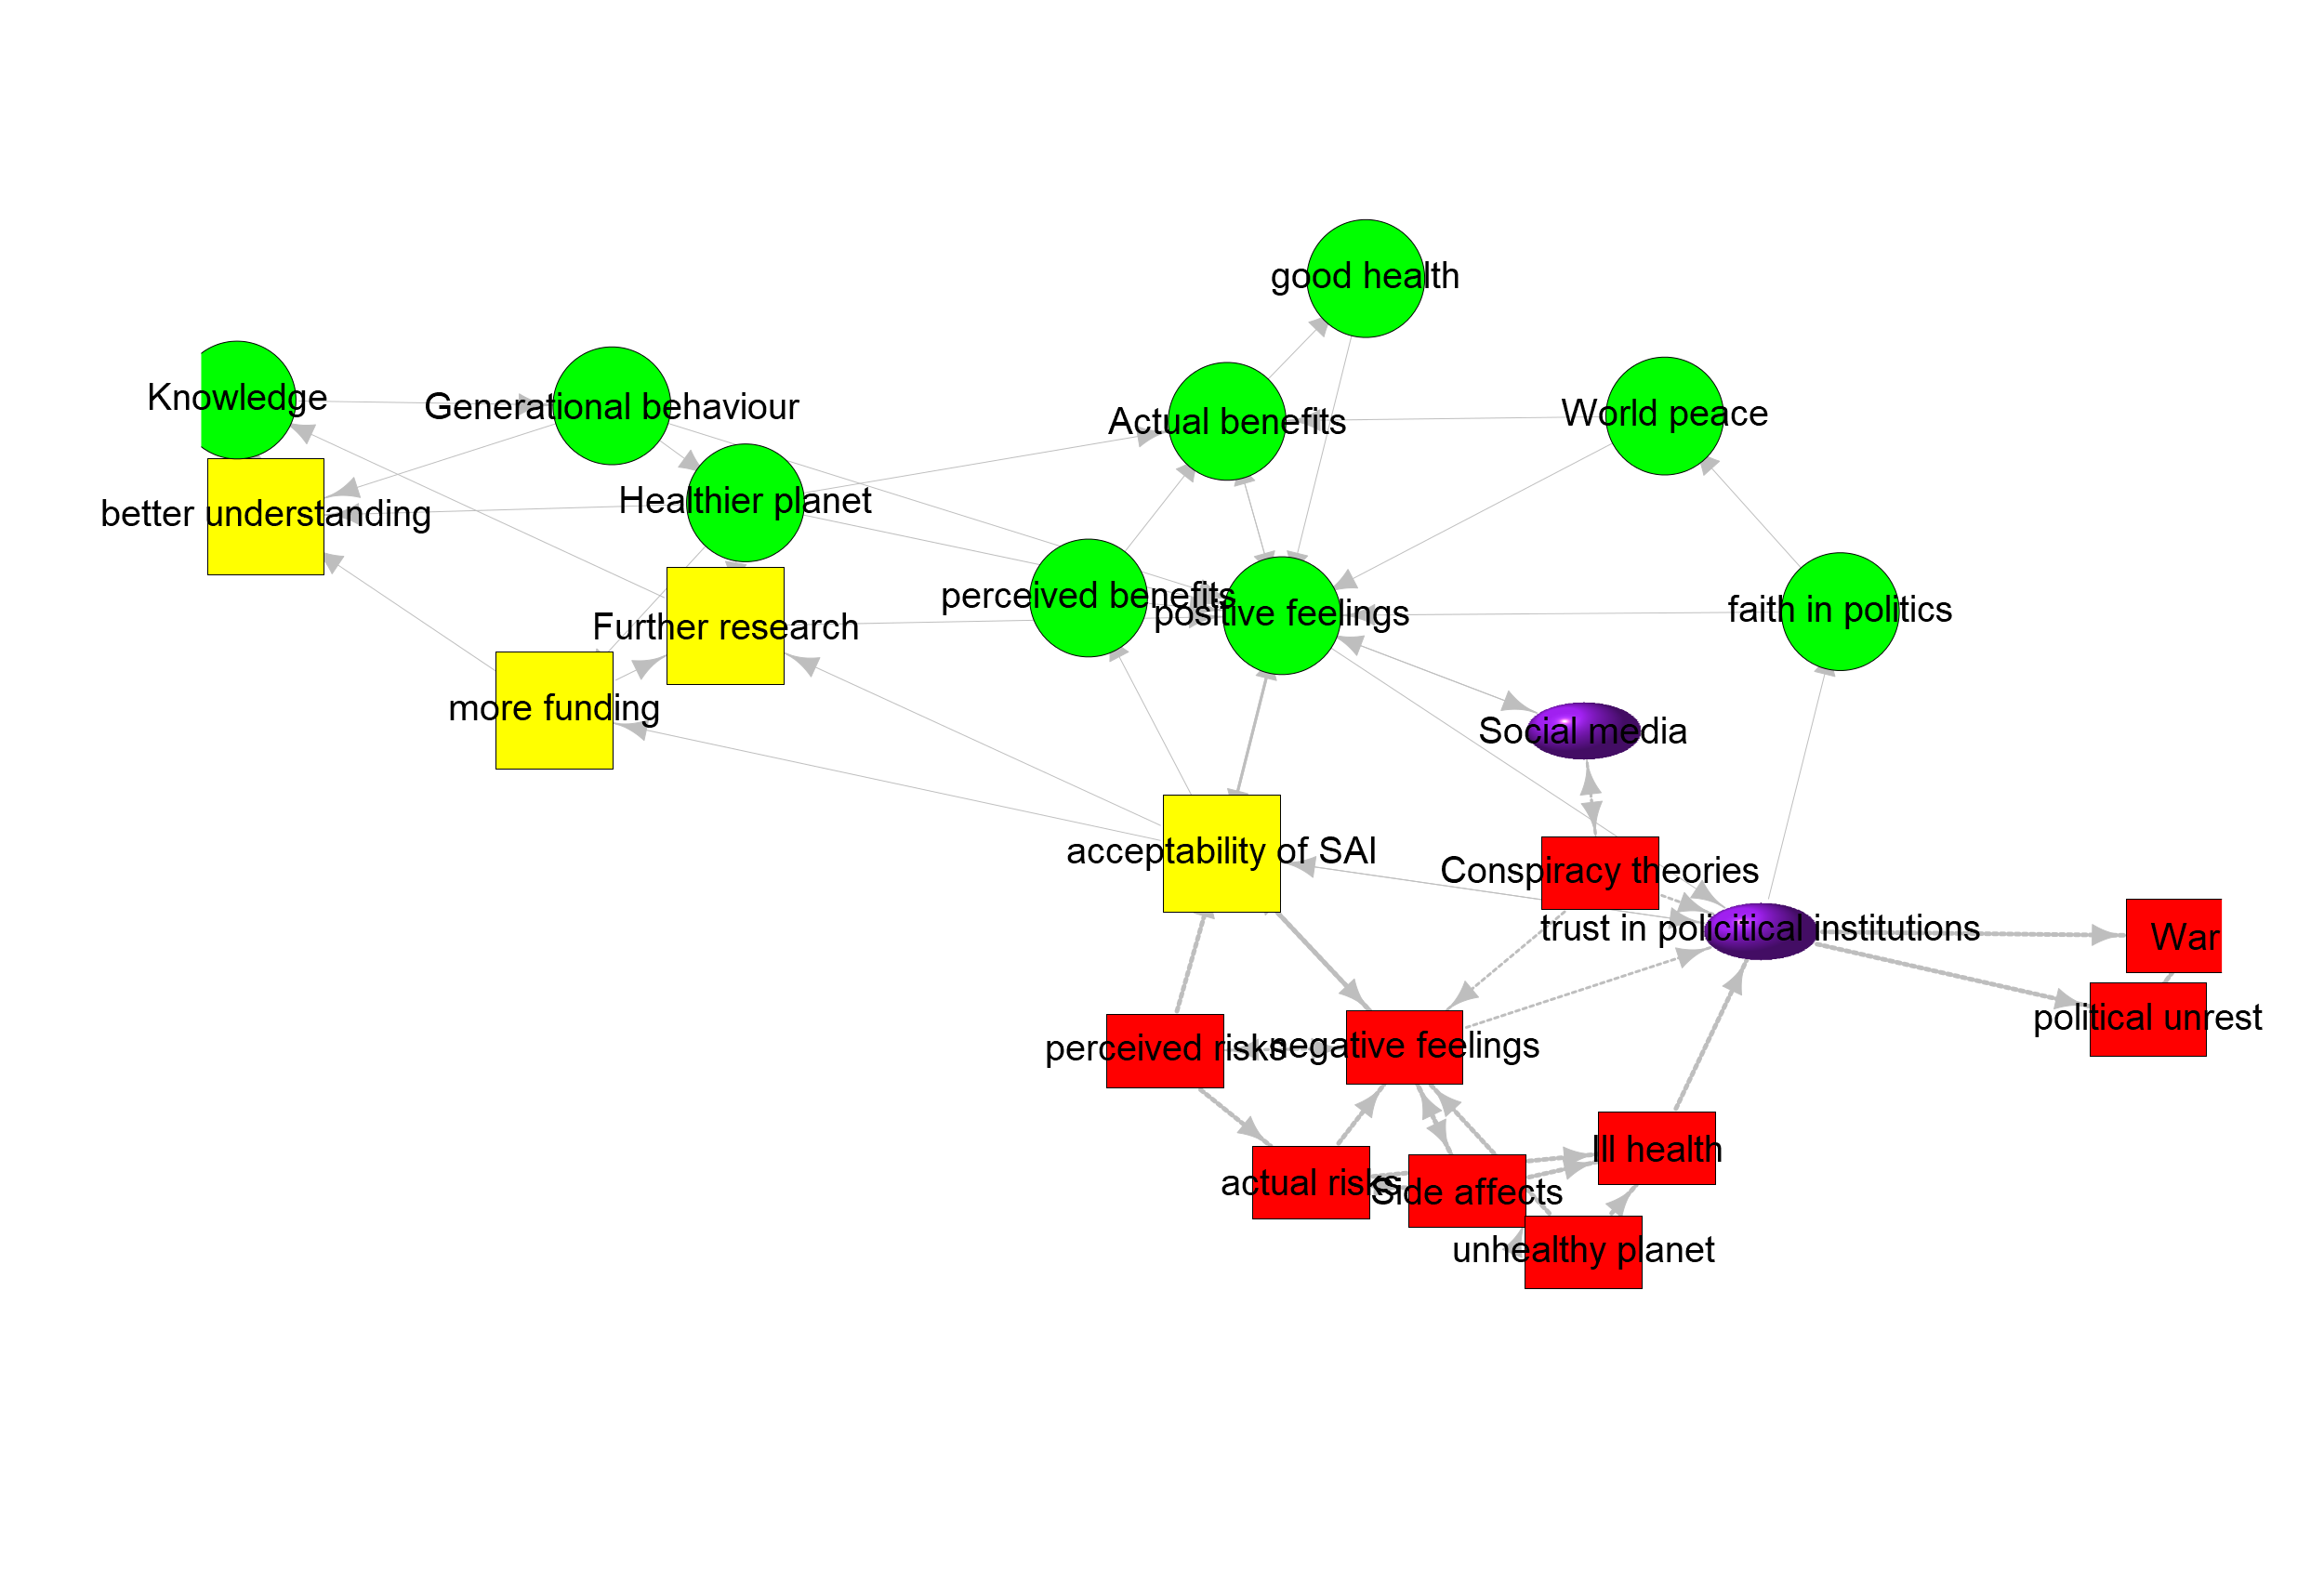 good health
Knowledge
Generational behaviour
Actual benefits
World peace
better understanding
Healthier planet
perceived benefits
positive feelings
faith in politics
Further research
more funding
Social media
acceptability of SAI
Conspiracy theories
trust in policitical institutions
War
political unrest
perceived risks
negative feelings
Ill health
actual risks
Side affects
unhealthy planet